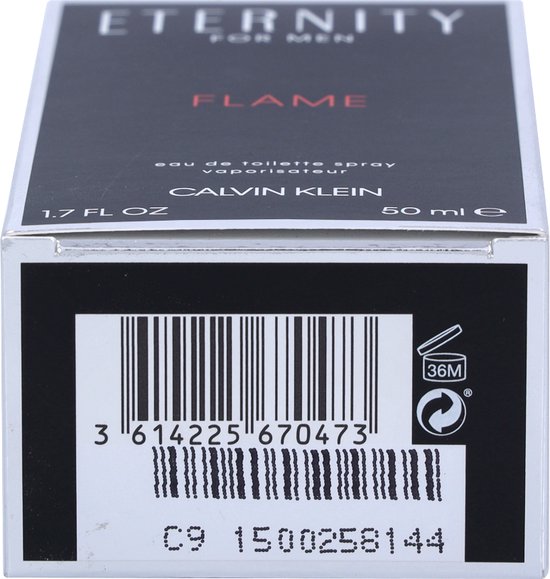 ETERNITY
FOR MEN
FLAME
eau de toilette spray
vaporisateur
CALVIN KLEIN
1.7 FL OZ 50 ml ℮
36M
®
3 614225 670473
C9 1500258144